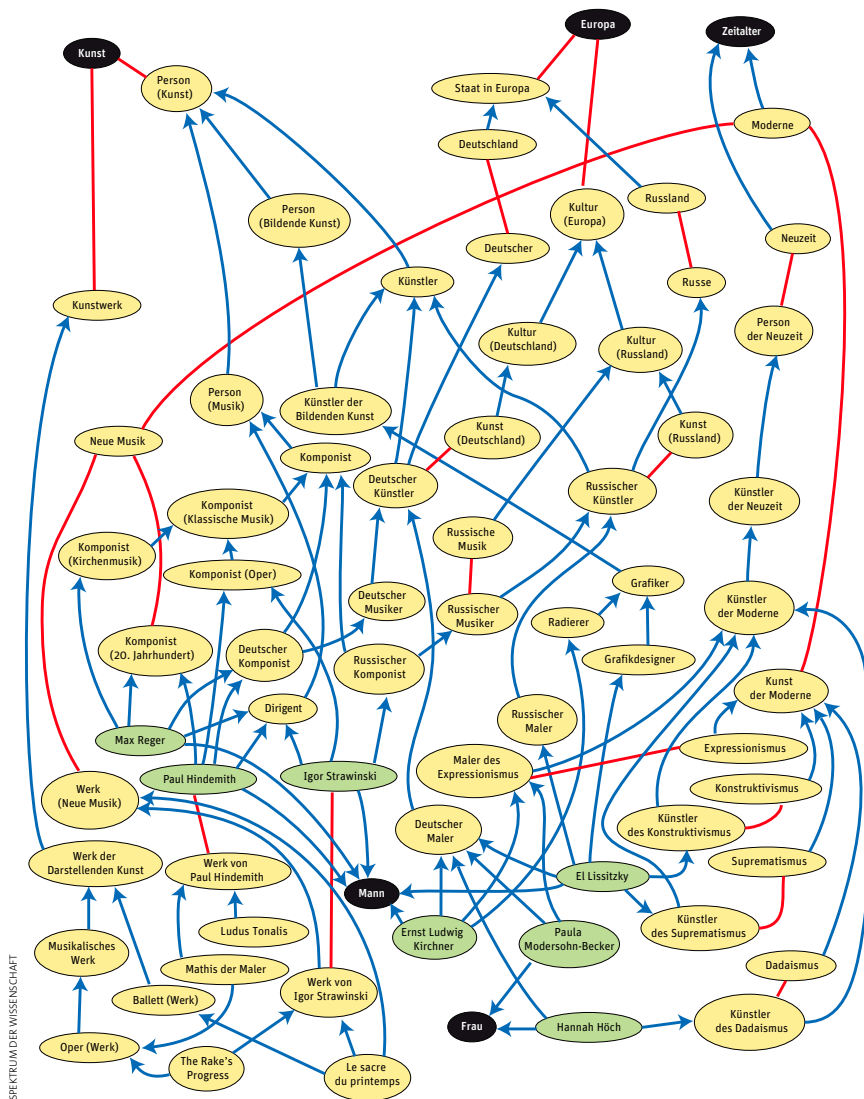 Kunst
Europa
Zeitalter
Person
(Kunst)
Staat in Europa
Moderne
Deutschland
Person
(Bildende Kunst)
Kultur
(Europa)
Russland
Deutscher
Neuzeit
Künstler
Russe
Kunstwerk
Kultur
(Deutschland)
Kultur
(Russland)
Person
der Neuzeit
Person
(Musik)
Künstler der
Bildenden Kunst
Neue Musik
Kunst
(Deutschland)
Kunst
(Russland)
Komponist
Deutscher
Künstler
Russischer
Künstler
Künstler
der Neuzeit
Komponist
(Klassische Musik)
Russische
Musik
Komponist
(Kirchenmusik)
Komponist (Oper)
Grafiker
Deutscher
Musiker
Russischer
Musiker
Radierer
Künstler
der Moderne
Komponist
(20. Jahrhundert)
Deutscher
Komponist
Russischer
Komponist
Grafikdesigner
Kunst
der Moderne
Dirigent
Russischer
Maler
Max Reger
Expressionismus
Paul Hindemith
Igor Strawinski
Maler des
Expressionismus
Konstruktivismus
Werk
(Neue Musik)
Deutscher
Maler
Künstler
des Konstruktivismus
Werk der
Darstellenden Kunst
Werk von
Paul Hindemith
Suprematismus
El Lissitzky
Mann
Ludus Tonalis
Ernst Ludwig
Kirchner
Paula
Modersohn-Becker
Künstler
des Suprematismus
Musikalisches
Werk
Mathis der Maler
Dadaismus
Ballett (Werk)
Werk von
Igor Strawinski
Frau
Hannah Höch
Künstler
des Dadaismus
Oper (Werk)
The Rake's
Progress
Le sacre
du printemps
SPEKTRUM DER WISSENSCHAFT